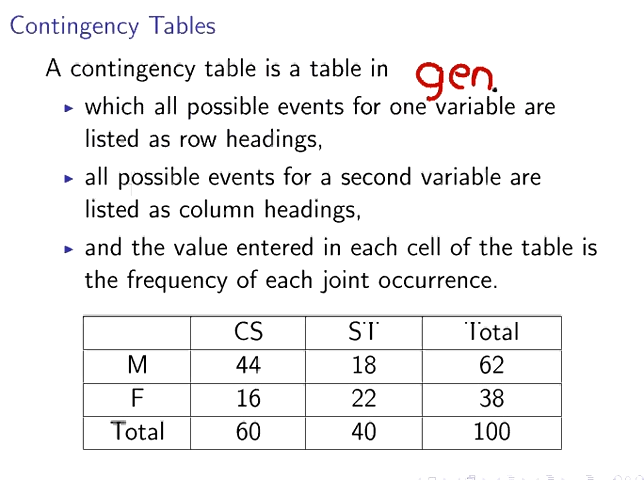 Contingency Tables
A contingency table is a table in gen.
▸ which all possible events for one variable are
listed as row headings,
▸ all possible events for a second variable are
listed as column headings,
▸ and the value entered in each cell of the table is
the frequency of each joint occurrence.
CS ST Total
M 44 18 62
F 16 22 38
Total 60 40 100